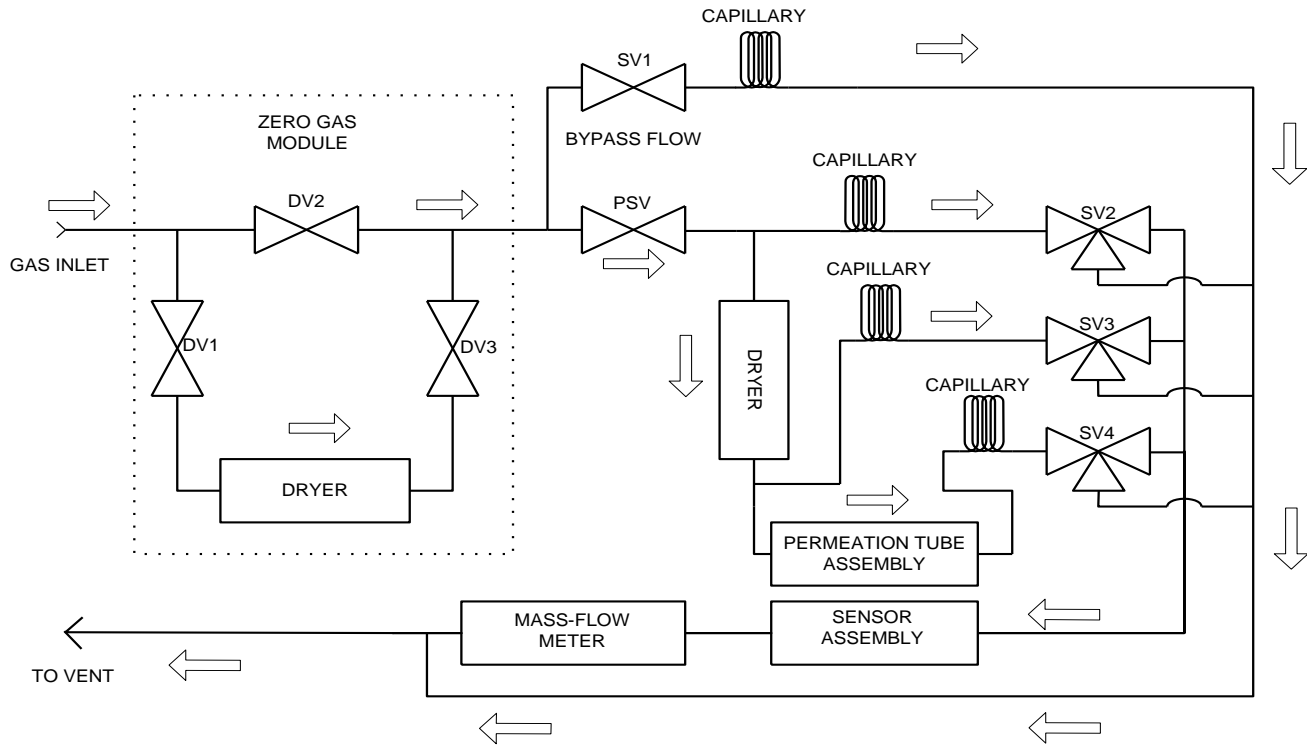 CAPILLARY
SV1
BYPASS FLOW
ZERO GAS
MODULE
CAPILLARY
DV2
PSV
SV2
GAS INLET
CAPILLARY
SV3
DV1
DV3
DRYER
CAPILLARY
SV4
DRYER
PERMEATION TUBE
ASSEMBLY
MASS-FLOW
METER
SENSOR
ASSEMBLY
TO VENT